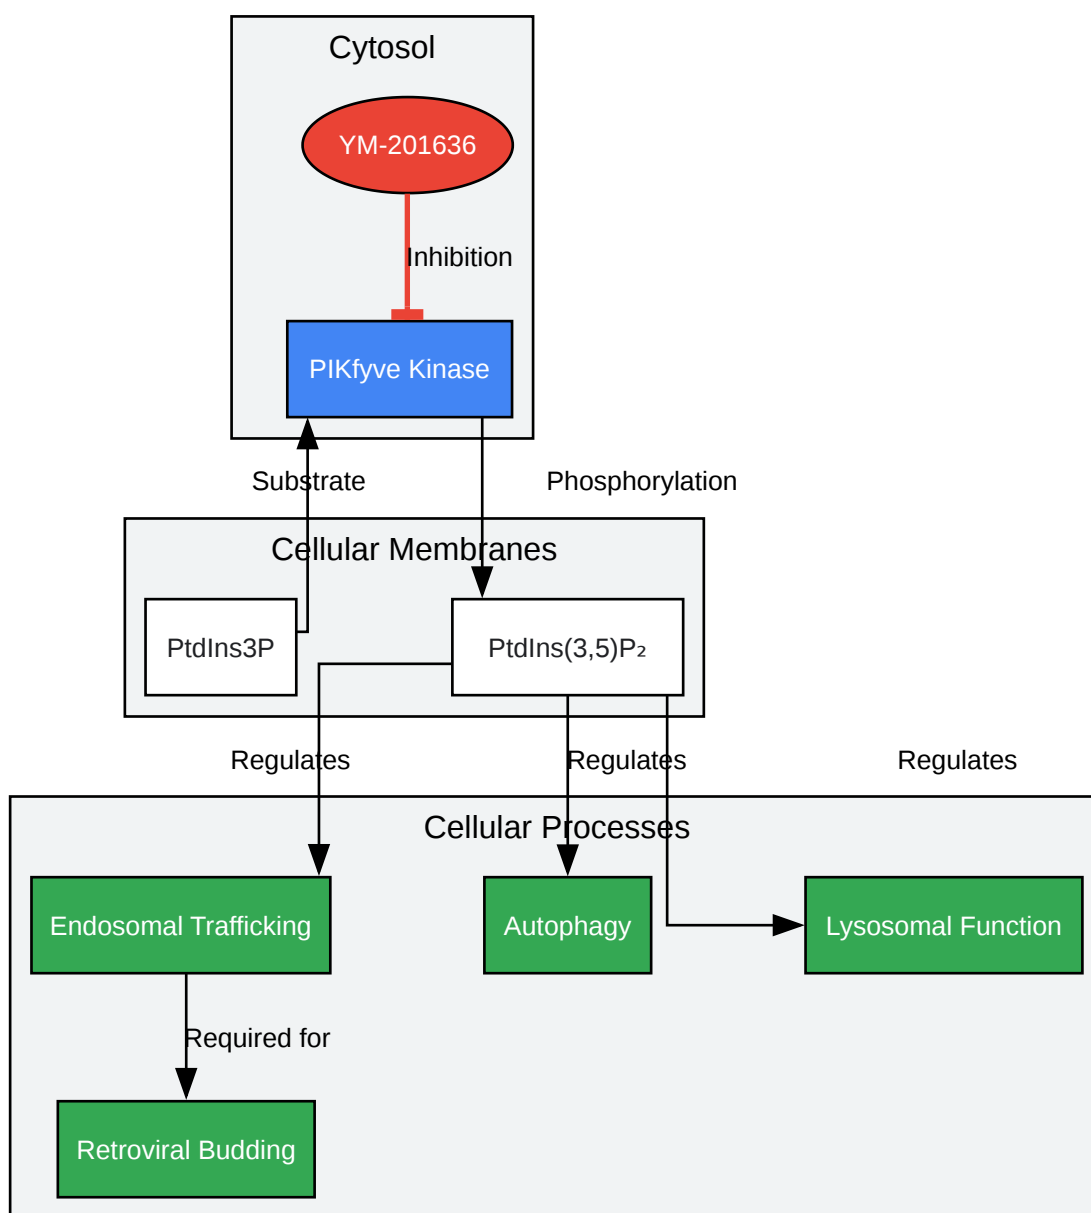 Cytosol
YM-201636
Inhibition
PIKfyve Kinase
Substrate
Phosphorylation
Cellular Membranes
PtdIns3P
PtdIns(3,5)P₂
Regulates
Regulates
Regulates
Cellular Processes
Endosomal Trafficking
Autophagy
Lysosomal Function
Required for
Retroviral Budding